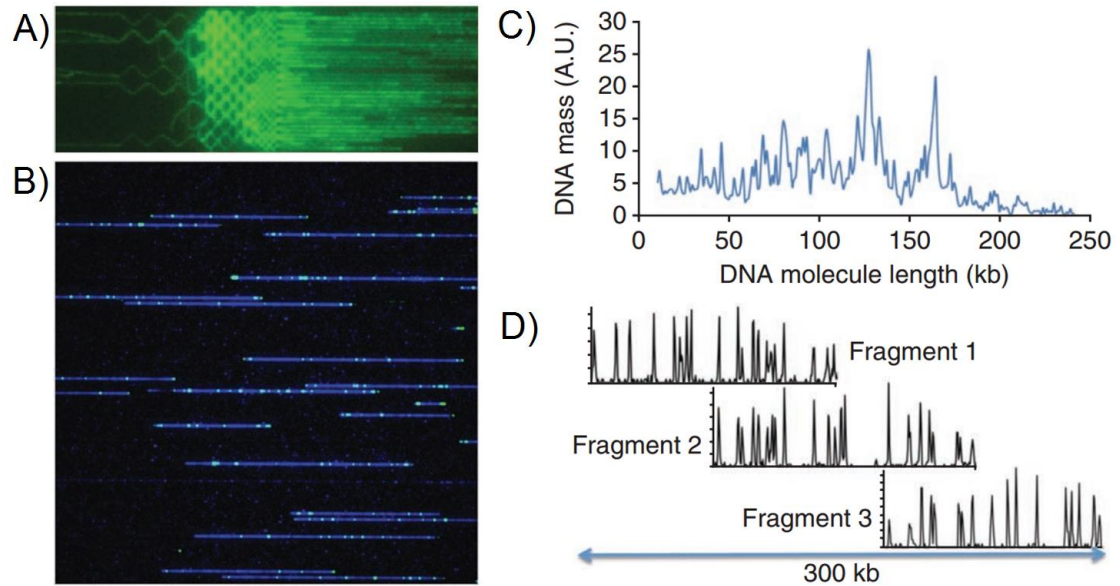 A)
B)
C)
DNA mass (A.U.)
30
25
20
15
10
5
0
0 50 100 150 200 250
DNA molecule length (kb)
D)
Fragment 1
Fragment 2
Fragment 3
300 kb